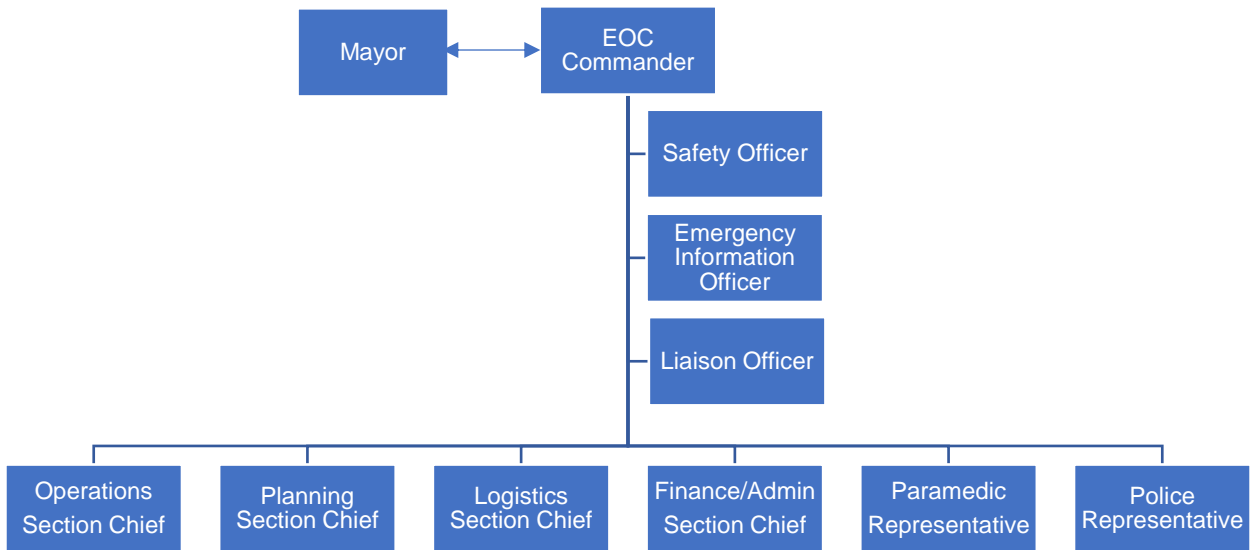 Mayor
EOC
Commander
Safety Officer
Emergency
Information
Officer
Liaison Officer
Operations
Section Chief
Planning
Section Chief
Logistics
Section Chief
Finance/Admin
Section Chief
Paramedic
Representative
Police
Representative